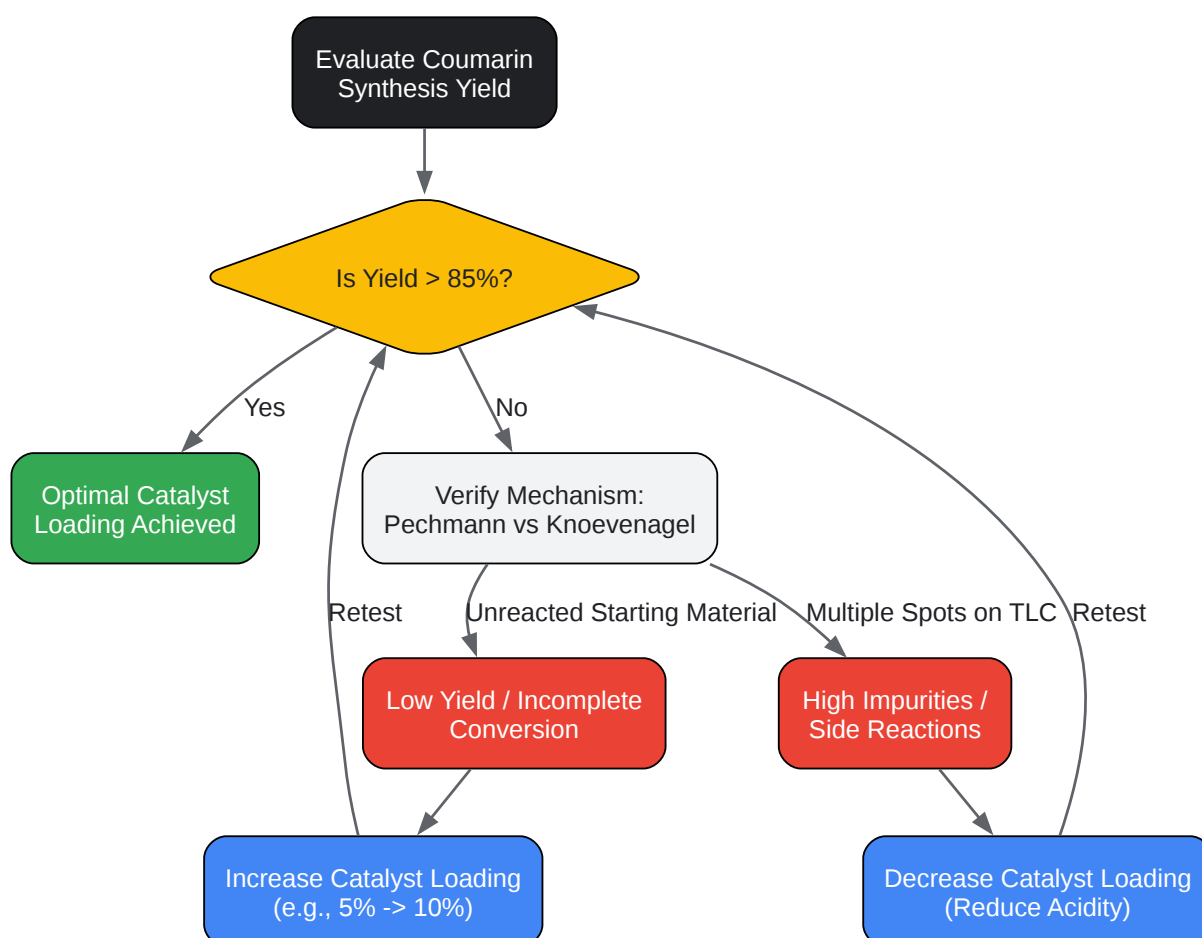 Evaluate Coumarin
Synthesis Yield
Is Yield > 85%?
Yes
No
Optimal Catalyst
Loading Achieved
Verify Mechanism:
Pechmann vs Knoevenagel
Retest
Unreacted Starting Material
Multiple Spots on TLC
Retest
Low Yield / Incomplete
Conversion
High Impurities /
Side Reactions
Increase Catalyst Loading
(e.g., 5% -> 10%)
Decrease Catalyst Loading
(Reduce Acidity)